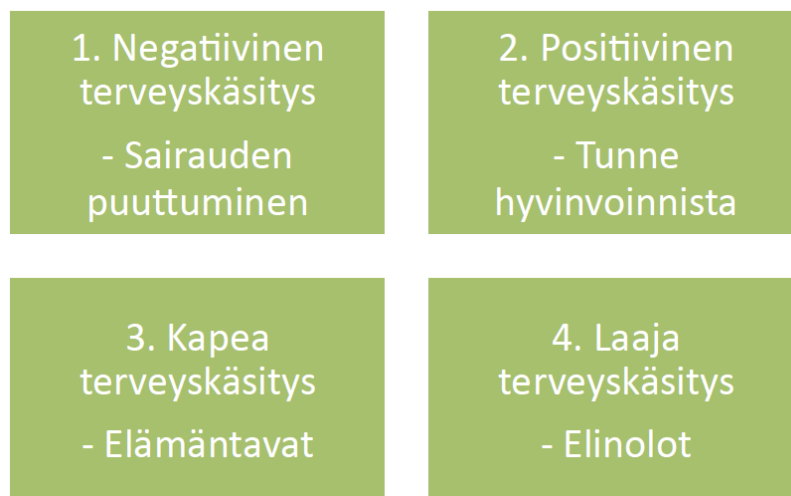 1. Negatiivinen
terveyskäsitys
- Sairauden
puuttuminen
2. Positiivinen
terveyskäsitys
- Tunne
hyvinvoinnista
3. Kapea
terveyskäsitys
- Elämäntavat
4. Laaja
terveyskäsitys
- Elinolot